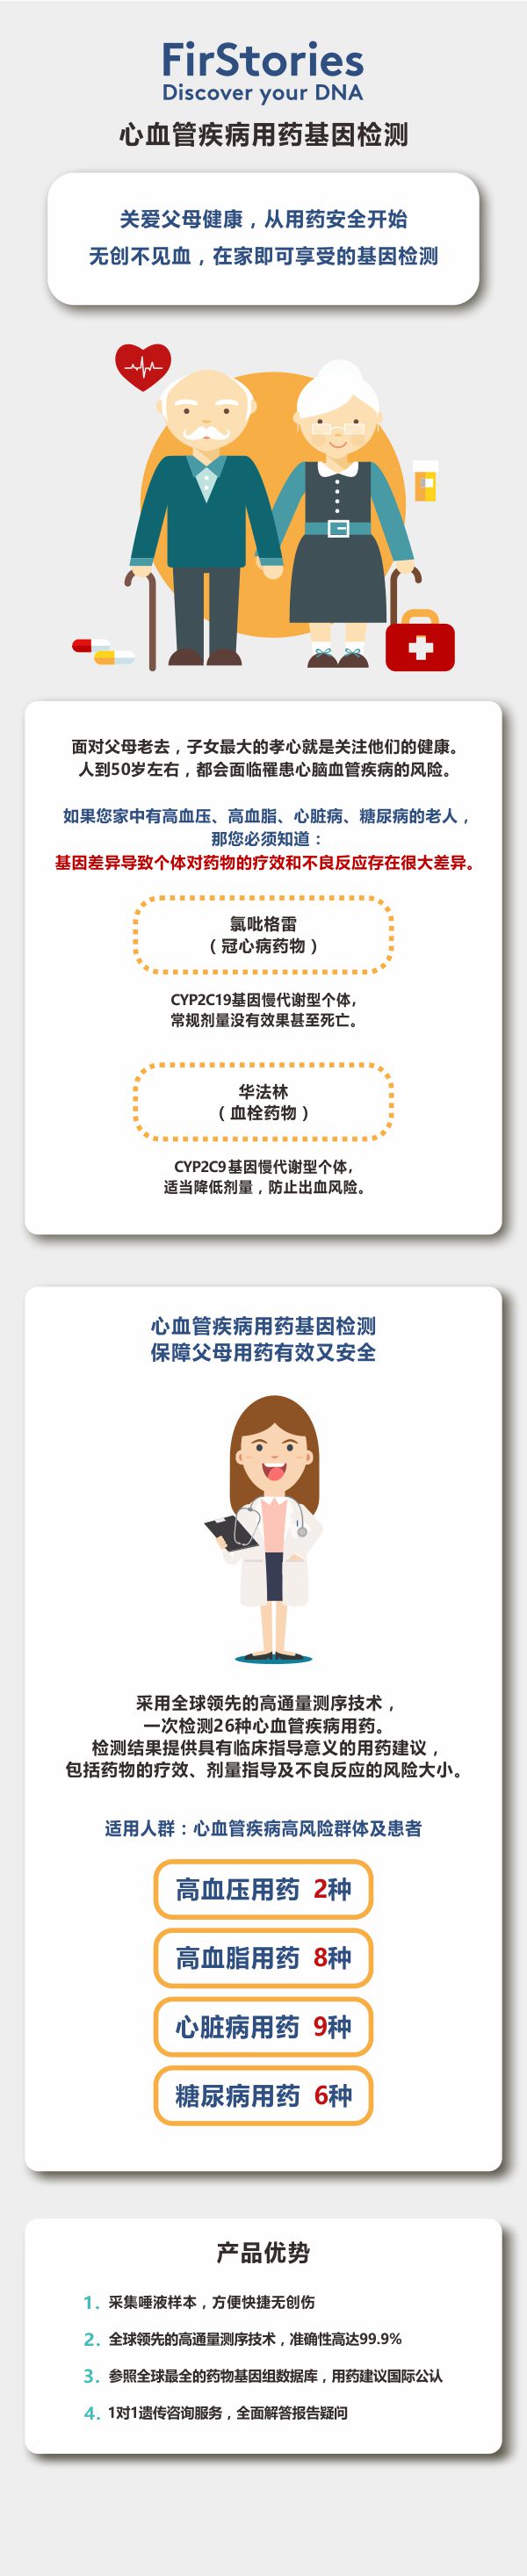 FirStories
Discover your DNA
心血管疾病用药基因检测
关爱父母健康，从用药安全开始
无创不见血，在家即可享受的基因检测
面对父母老去，子女最大的孝心就是关注他们的健康。
人到50岁左右，都会面临罹患心脑血管疾病的风险。
如果您家中有高血压、高血脂、心脏病、糖尿病的老人，
那您必须知道：
基因差异导致个体对药物的疗效和不良反应存在很大差异。
氯吡格雷
（冠心病药物）
CYP2C19基因慢代谢型个体,
常规剂量没有效果甚至死亡。
华法林
（血栓药物）
CYP2C9基因慢代谢型个体,
适当降低剂量，防止出血风险。
心血管疾病用药基因检测
保障父母用药有效又安全
采用全球领先的高通量测序技术，
一次检测26种心血管疾病用药。
检测结果提供具有临床指导意义的用药建议，
包括药物的疗效、剂量指导及不良反应的风险大小。
适用人群：心血管疾病高风险群体及患者
高血压用药 2种
高血脂用药 8种
心脏病用药 9种
糖尿病用药 6种
产品优势
1. 采集唾液样本，方便快捷无创伤
2. 全球领先的高通量测序技术，准确性高达99.9%
3. 参照全球最全的药物基因组数据库，用药建议国际公认
4. 1对1遗传咨询服务，全面解答报告疑问